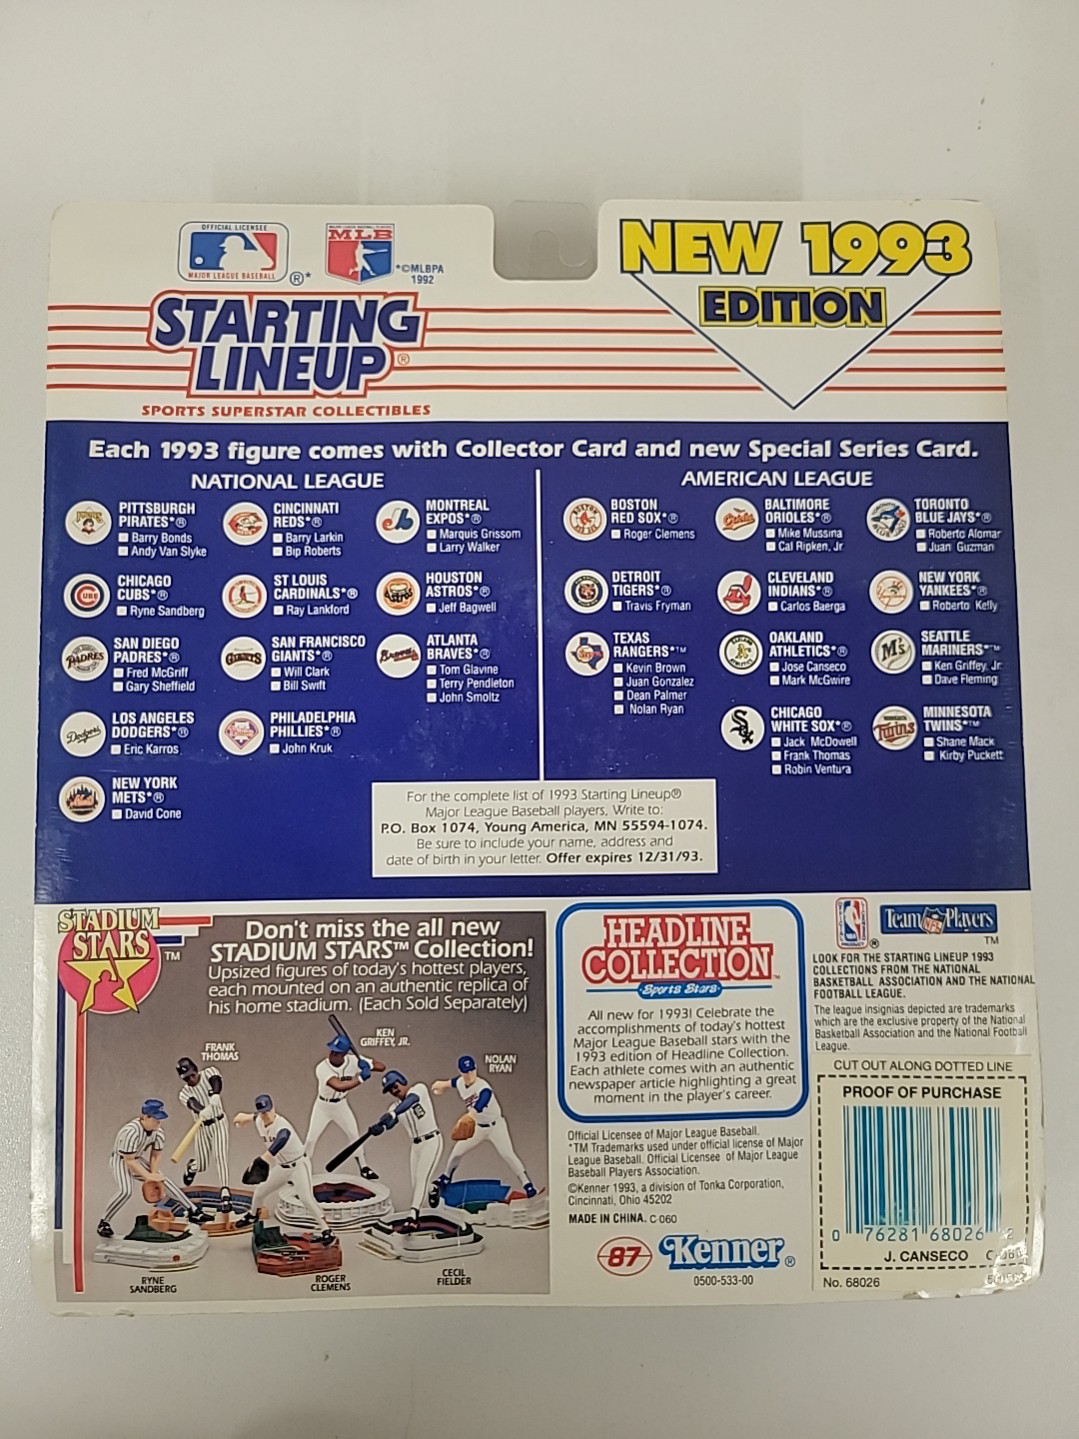 OFFICIAL LICENSEE
MAJOR LEAGUE BASEBALL
®*
MAJOR LEAGUE BASEBALL PLAYERS
MLB
*©MLBPA
1992
NEW 1993
EDITION
STARTING
LINEUP®
SPORTS SUPERSTAR COLLECTIBLES
Each 1993 figure comes with Collector Card and new Special Series Card.
NATIONAL LEAGUE
PITTSBURGH
PIRATES*®
Barry Bonds
Andy Van Slyke
CINCINNATI
REDS*®
Barry Larkin
Bip Roberts
MONTREAL
EXPOS*®
Marquis Grissom
Larry Walker
CHICAGO
CUBS*®
Ryne Sandberg
ST LOUIS
CARDINALS*®
Ray Lankford
HOUSTON
ASTROS*®
Jeff Bagwell
SAN DIEGO
PADRES*®
Fred McGriff
Gary Sheffield
SAN FRANCISCO
GIANTS*®
Will Clark
Bill Swift
ATLANTA
BRAVES*®
Tom Glavine
Terry Pendleton
John Smoltz
LOS ANGELES
DODGERS*®
Eric Karros
PHILADELPHIA
PHILLIES*®
John Kruk
NEW YORK
METS*®
David Cone
AMERICAN LEAGUE
BOSTON
RED SOX*®
Roger Clemens
BALTIMORE
ORIOLES*®
Mike Mussina
Cal Ripken, Jr.
TORONTO
BLUE JAYS*®
Roberto Alomar
Juan Guzman
DETROIT
TIGERS*®
Travis Fryman
CLEVELAND
INDIANS*®
Carlos Baerga
NEW YORK
YANKEES*®
Roberto Kelly
TEXAS
RANGERS*™
Kevin Brown
Juan Gonzalez
Dean Palmer
Nolan Ryan
OAKLAND
ATHLETICS*®
Jose Canseco
Mark McGwire
SEATTLE
MARINERS*™
Ken Griffey, Jr.
Dave Fleming
CHICAGO
WHITE SOX*®
Jack McDowell
Frank Thomas
Robin Ventura
MINNESOTA
TWINS*™
Shane Mack
Kirby Puckett
For the complete list of 1993 Starting Lineup®
Major League Baseball players, Write to:
P.O. Box 1074, Young America, MN 55594-1074.
Be sure to include your name, address and
date of birth in your letter. Offer expires 12/31/93.
STADIUM
STARS™
Don't miss the all new
STADIUM STARS™ Collection!
Upsized figures of today's hottest players,
each mounted on an authentic replica of
his home stadium. (Each Sold Separately)
FRANK
THOMAS
KEN
GRIFFEY, JR.
NOLAN
RYAN
RYNE
SANDBERG
ROGER
CLEMENS
CECIL
FIELDER
HEADLINE
COLLECTION™
Sports Stars
All new for 1993! Celebrate the
accomplishments of today's hottest
Major League Baseball stars with the
1993 edition of Headline Collection.
Each athlete comes with an authentic
newspaper article highlighting a great
moment in the player's career.
Official Licensee of Major League Baseball.
*TM Trademarks used under official license of Major
League Baseball. Official Licensee of Major League
Baseball Players Association.
©Kenner 1993, a division of Tonka Corporation,
Cincinnati, Ohio 45202
MADE IN CHINA. C-060
87
Kenner®
0500-533-00
NBA
®
Team NFL Players
TM
LOOK FOR THE STARTING LINEUP 1993
COLLECTIONS FROM THE NATIONAL
BASKETBALL ASSOCIATION AND THE NATIONAL
FOOTBALL LEAGUE.
The league insignias depicted are trademarks
which are the exclusive property of the National
Basketball Association and the National Football
League.
CUT OUT ALONG DOTTED LINE
PROOF OF PURCHASE
0 76281 68026 2
J. CANSECO
No. 68026